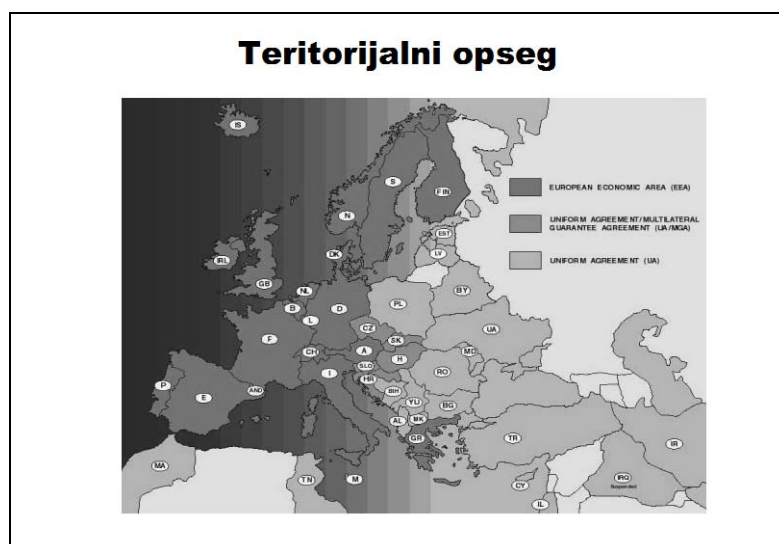 Teritorijalni opseg
IS
S
FIN
N
EUROPEAN ECONOMIC AREA (EEA)
UNIFORM AGREEMENT/MULTILATERAL
GUARANTEE AGREEMENT (UA/MGA)
UNIFORM AGREEMENT (UA)
EST
LV
DK
IRL
GB
NL
B
D
L
PL
BY
CZ
UA
SK
F
CH
A
H
MD
SLO
RO
HR
I
BIH
YU
BG
P
E
AND
AL
MK
GR
TR
IR
MA
TN
M
CY
IRQ
Suspended
IL